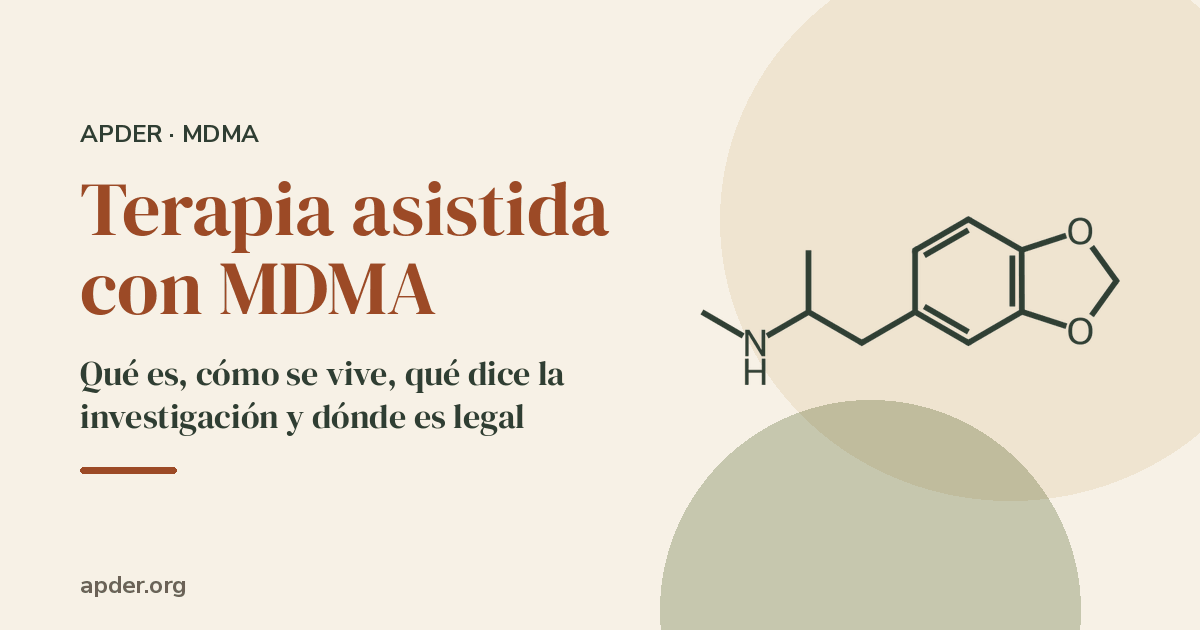 APDER · MDMA
Terapia asistida
con MDMA
Qué es, cómo se vive, qué dice la
investigación y dónde es legal
apder.org
O
O
N
H